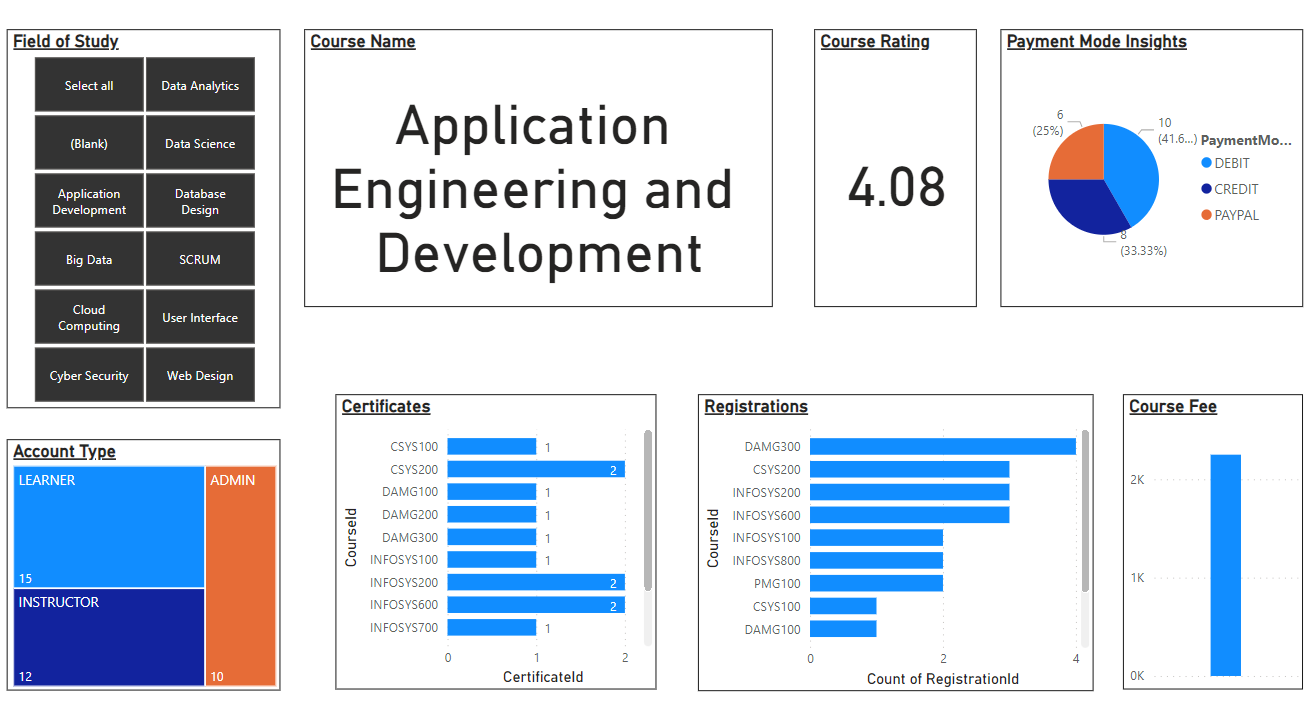 Field of Study
Select all
Data Analytics
(Blank)
Data Science
Application
Development
Database
Design
Big Data
SCRUM
Cloud
Computing
User Interface
Cyber Security
Web Design
Course Name
Application
Engineering and
Development
Course Rating
4.08
Payment Mode Insights
6
(25%)
10
(41.6...)
8
(33.33%)
PaymentMo...
DEBIT
CREDIT
PAYPAL
Account Type
LEARNER
15
INSTRUCTOR
12
ADMIN
10
Certificates
CourseId
CSYS100 1
CSYS200 2
DAMG100 1
DAMG200 1
DAMG300 1
INFOSYS100 1
INFOSYS200 2
INFOSYS600 2
INFOSYS700 1
0 1 2
CertificateId
Registrations
CourseId
DAMG300
CSYS200
INFOSYS200
INFOSYS600
INFOSYS100
INFOSYS800
PMG100
CSYS100
DAMG100
0 2 4
Count of RegistrationId
Course Fee
2K
1K
0K